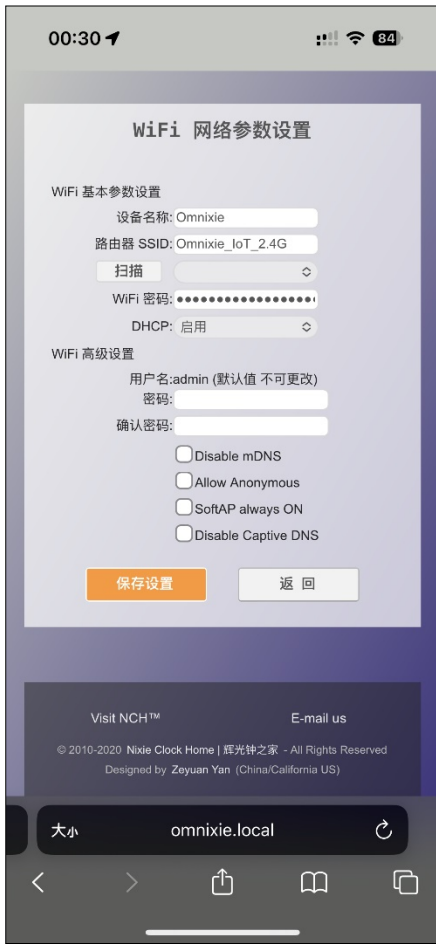 00:30
84
WiFi 网络参数设置
WiFi 基本参数设置
设备名称: Omnixie
路由器 SSID: Omnixie_IoT_2.4G
扫描
WiFi 密码: ••••••••••••••••••
DHCP: 启用
WiFi 高级设置
用户名:admin (默认值 不可更改)
密码:
确认密码:
Disable mDNS
Allow Anonymous
SoftAP always ON
Disable Captive DNS
保存设置 返 回
Visit NCH™ E-mail us
© 2010-2020 Nixie Clock Home | 辉光钟之家 - All Rights Reserved
Designed by Zeyuan Yan (China/California US)
大小 omnixie.local